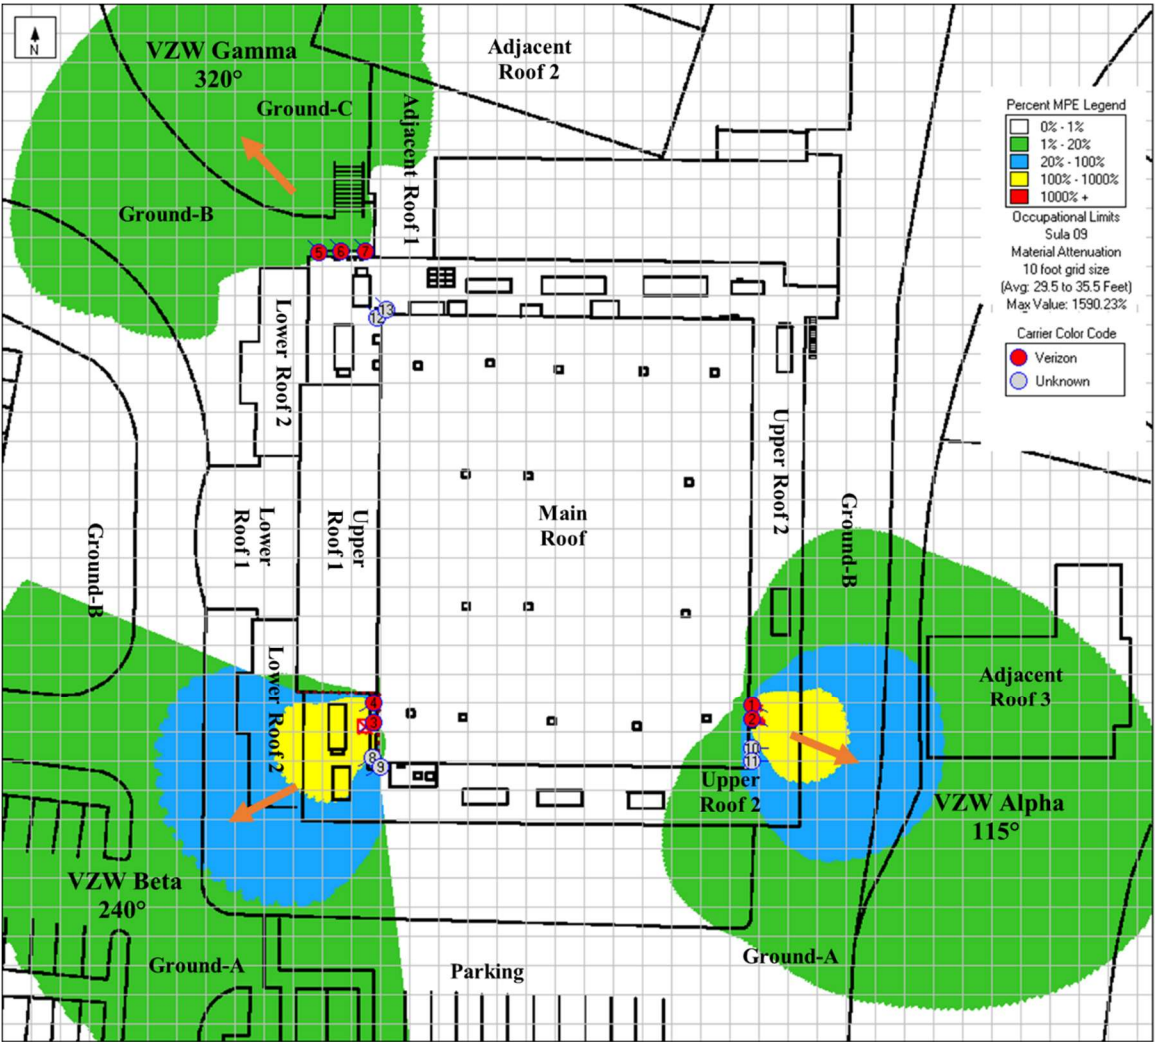 N
VZW Gamma
320°
Adjacent
Roof 2
Ground-C
Adjacent Roof 1
Ground-B
Percent MPE Legend
0% - 1%
1% - 20%
20% - 100%
100% - 1000%
1000% +
Occupational Limits
Sula 09
Material Attenuation
10 foot grid size
(Avg: 29.5 to 35.5 Feet)
Max Value: 1590.23%
Carrier Color Code
Verizon
Unknown
5
6
7
13
12
Lower Roof 2
Upper Roof 2
Ground-B
Main
Roof
Upper
Roof 1
Lower
Roof 1
Ground-B
Lower Roof 2
4
3
8
9
1
2
10
11
Adjacent
Roof 3
Upper
Roof 2
VZW Alpha
115°
VZW Beta
240°
Ground-A
Parking
Ground-A